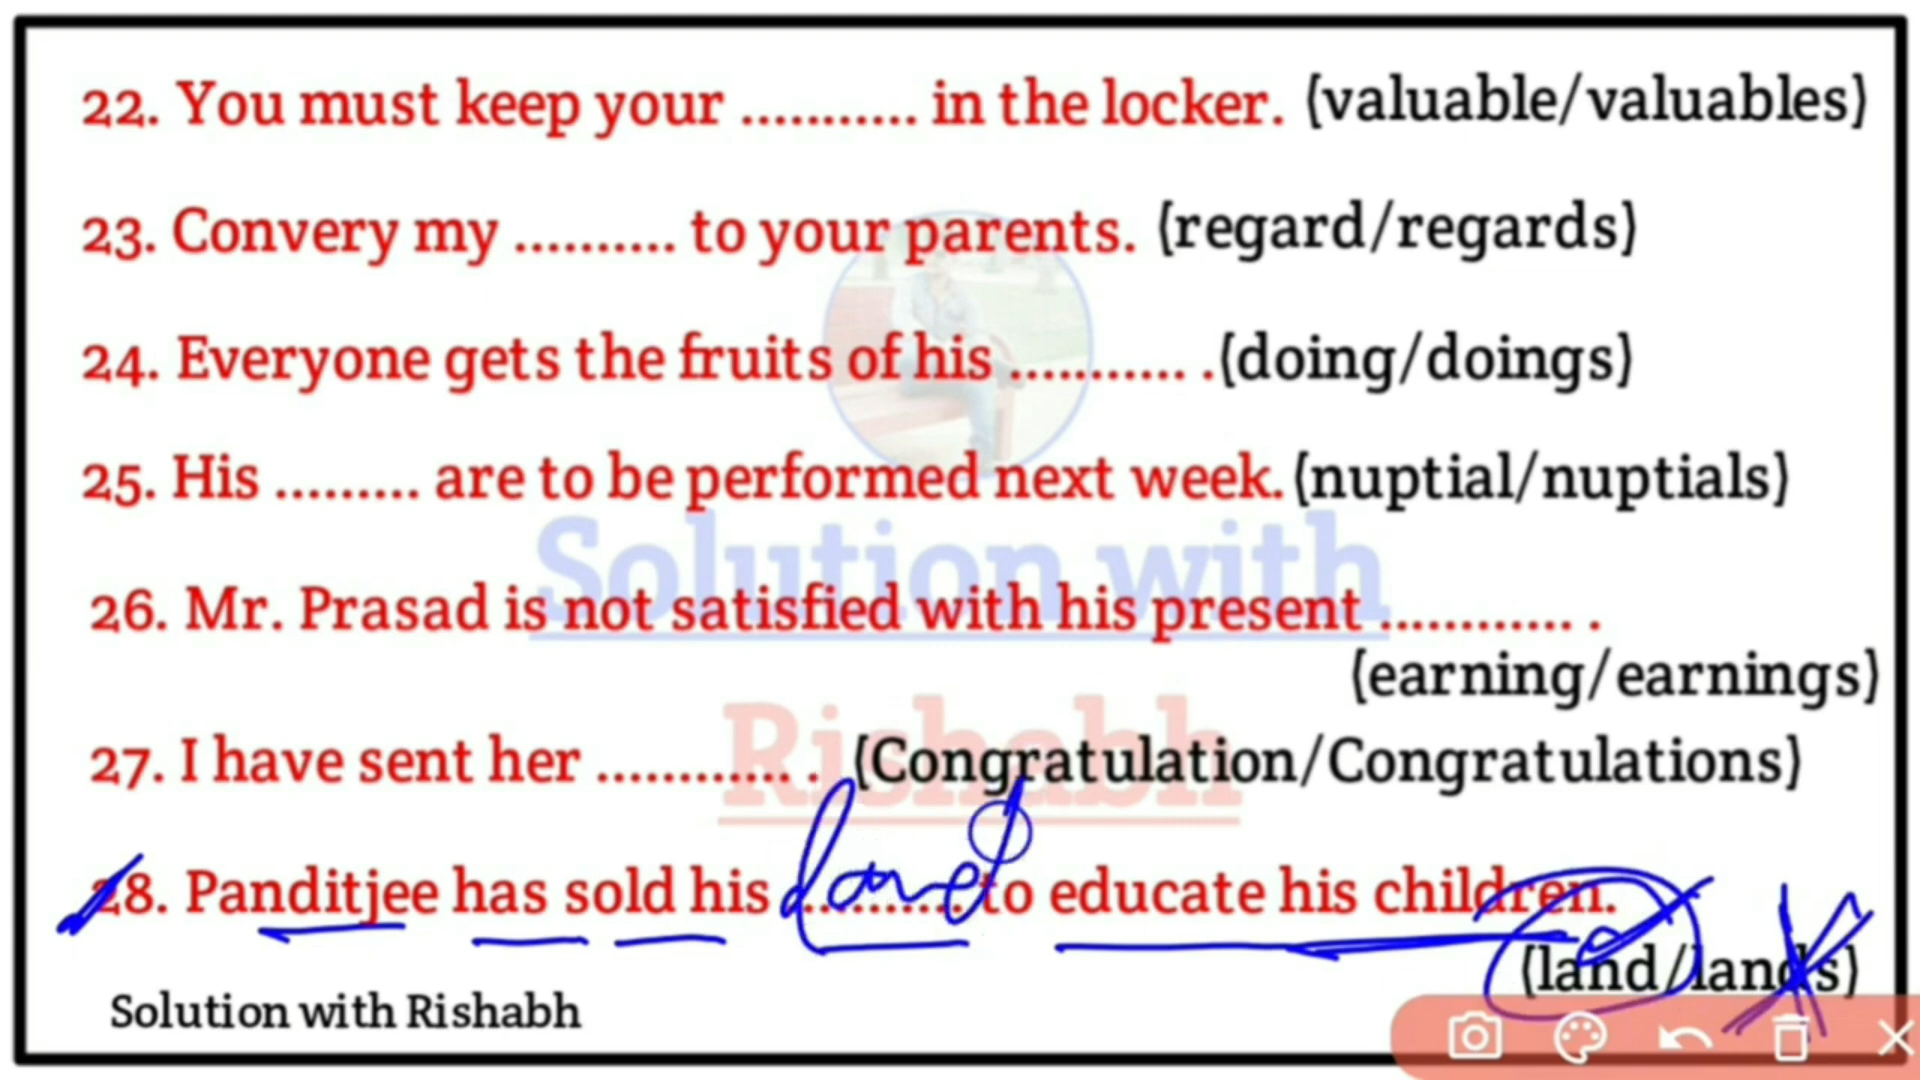 22. You must keep your ........... in the locker. (valuable/valuables)
23. Convery my .......... to your parents. (regard/regards)
24. Everyone gets the fruits of his ........... .(doing/doings)
25. His ......... are to be performed next week. (nuptial/nuptials)
Solution with
26. Mr. Prasad is not satisfied with his present ............ .
(earning/earnings)
Rishabh
27. I have sent her ............ . (Congratulation/Congratulations)
land
28. Panditjee has sold his ............ to educate his children.
(land/lands)
Solution with Rishabh